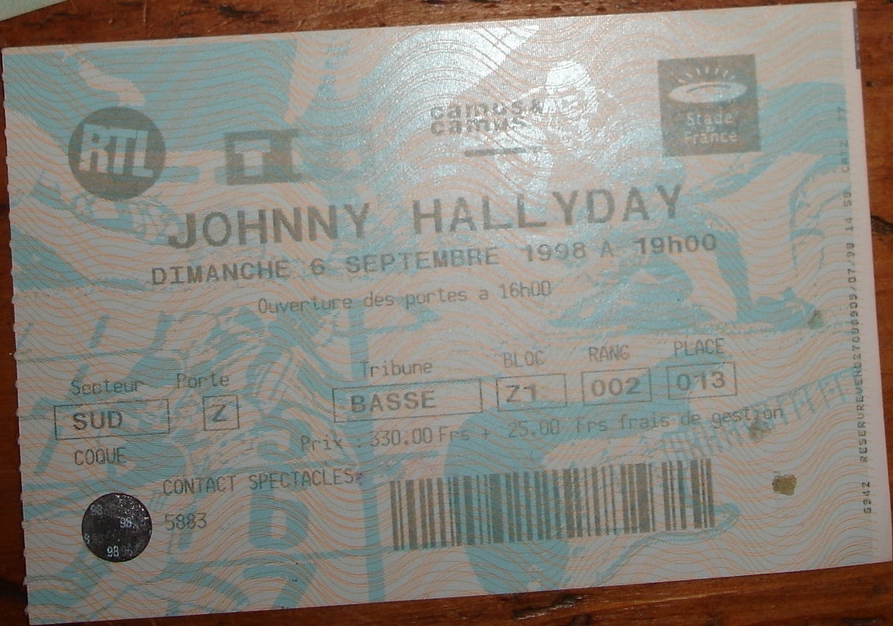 RTL
camus &
camus
Stade
de
France
JOHNNY HALLYDAY
DIMANCHE 6 SEPTEMBRE 1998 A 19h00
Ouverture des portes a 16h00
Secteur Porte Tribune BLOC RANG PLACE
SUD Z BASSE Z1 002 013
COQUE
Prix : 330.00 Frs + 25.00 Frs frais de gestion
CONTACT SPECTACLES
5883
98